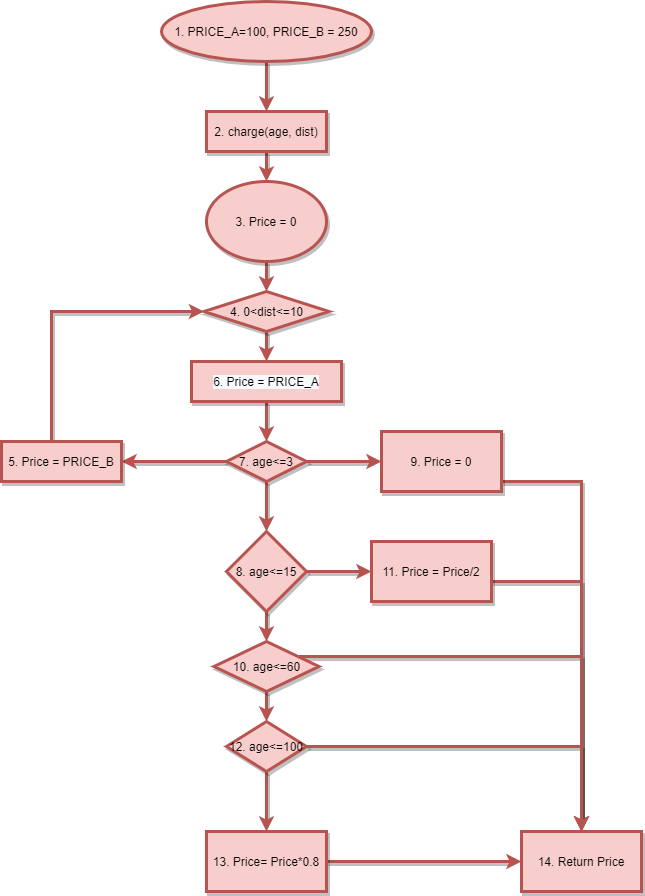 1. PRICE_A=100, PRICE_B = 250
2. charge(age, dist)
3. Price = 0
4. 0<dist<=10
6. Price = PRICE_A
5. Price = PRICE_B
7. age<=3
9. Price = 0
8. age<=15
11. Price = Price/2
10. age<=60
12. age<=100
13. Price= Price*0.8
14. Return Price